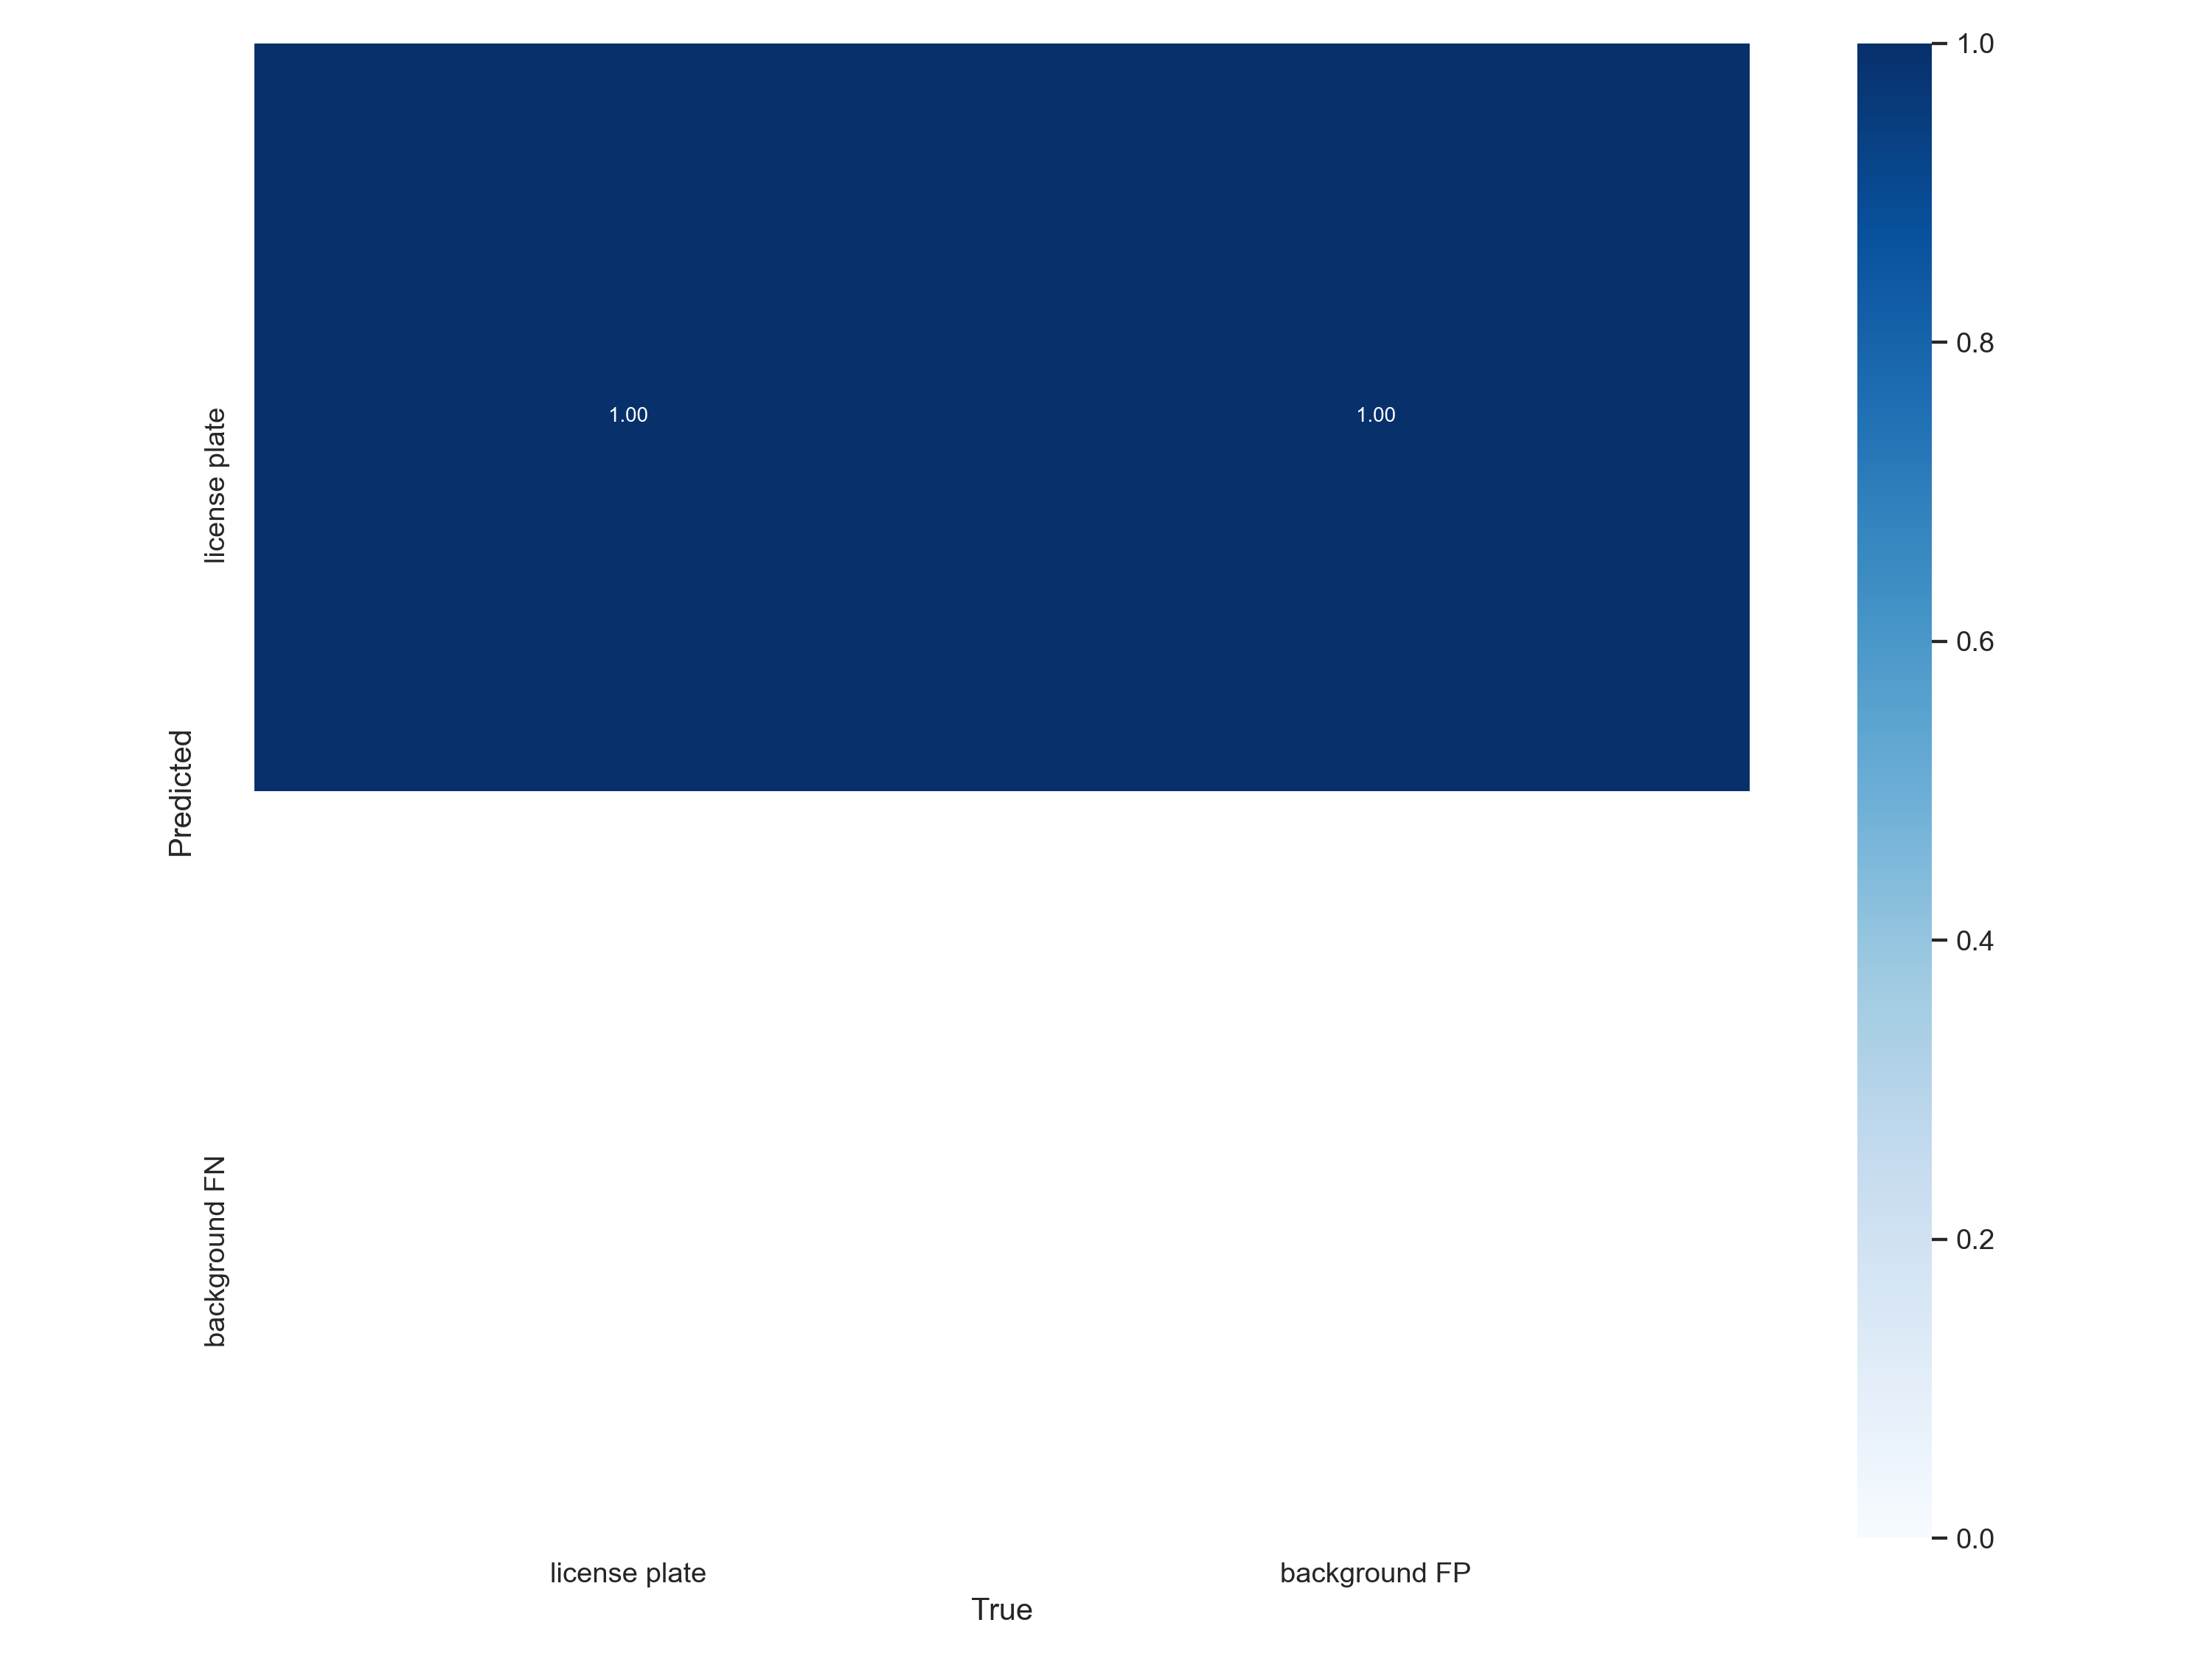 1.00 1.00
license plate
background FN
Predicted
license plate background FP
True
1.0
0.8
0.6
0.4
0.2
0.0